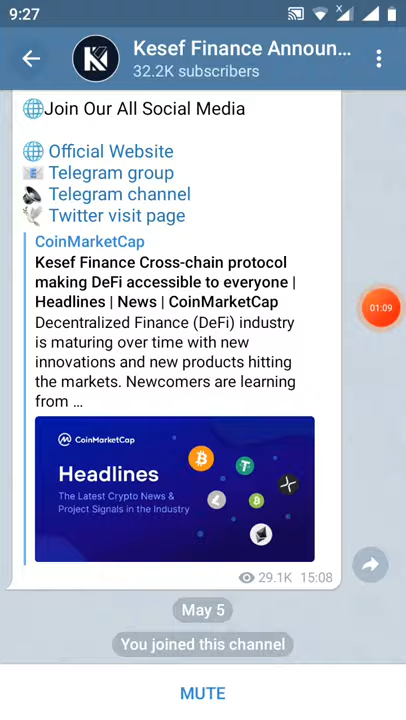 9:27
Kesef Finance Announ...
32.2K subscribers
Join Our All Social Media
Official Website
Telegram group
Telegram channel
Twitter visit page
CoinMarketCap
Kesef Finance Cross-chain protocol
making DeFi accessible to everyone |
Headlines | News | CoinMarketCap
Decentralized Finance (DeFi) industry
is maturing over time with new
innovations and new products hitting
the markets. Newcomers are learning
from ...
CoinMarketCap
Headlines
The Latest Crypto News &
Project Signals in the Industry
01:09
29.1K 15:08
May 5
You joined this channel
MUTE